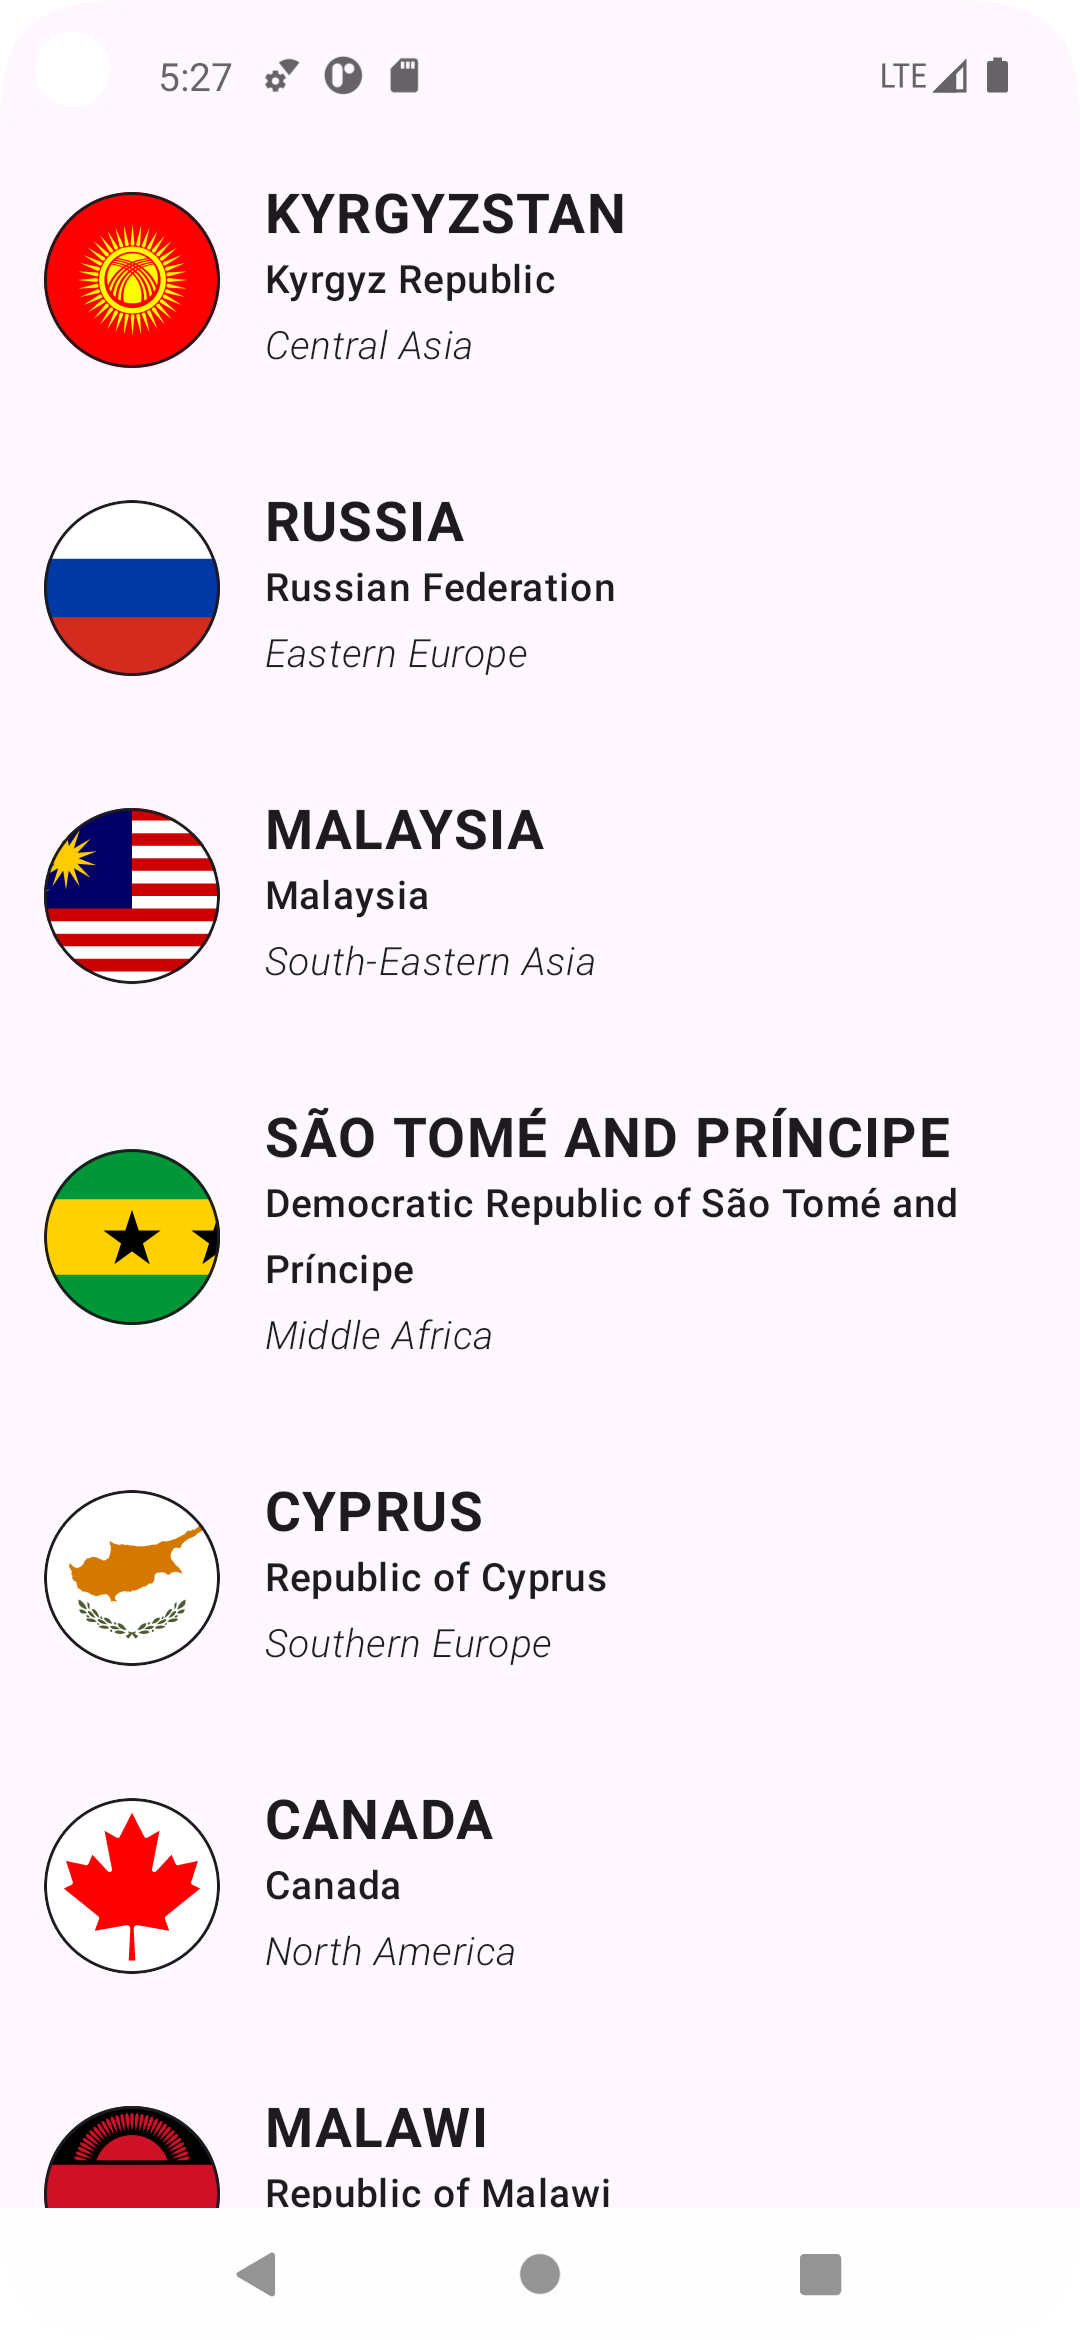 5:27
LTE
KYRGYZSTAN
Kyrgyz Republic
Central Asia
RUSSIA
Russian Federation
Eastern Europe
MALAYSIA
Malaysia
South-Eastern Asia
SÃO TOMÉ AND PRÍNCIPE
Democratic Republic of São Tomé and
Príncipe
Middle Africa
CYPRUS
Republic of Cyprus
Southern Europe
CANADA
Canada
North America
MALAWI
Republic of Malawi